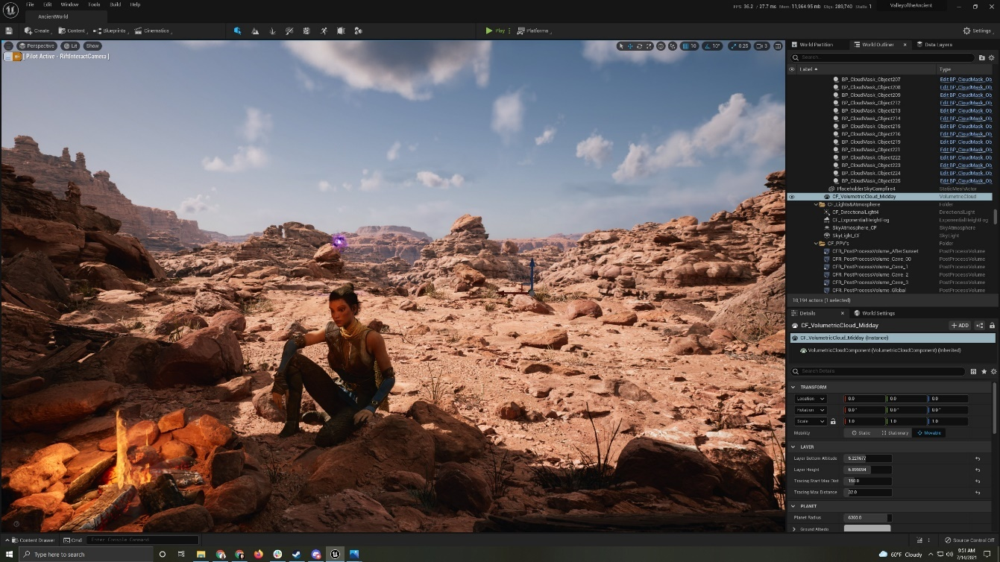 File Edit Window Tools Build Help
FPS: 36.2 / 27.7 ms Mem: 11,964.95 mb Objs: 289,740 Stalls: 1
ValleyoftheAncient
AncientWorld
Create Content Blueprints Cinematics Play Platforms Settings
Perspective Lit Show
10 10° 0.25 3
[ Pilot Active - RiftInteractCamera ]
World Partition World Outliner Data Layers
Search...
Label Type
BP_CloudMask_Object207 Edit BP_CloudMask_Ob
BP_CloudMask_Object208 Edit BP_CloudMask_Ob
BP_CloudMask_Object209 Edit BP_CloudMask_Ob
BP_CloudMask_Object212 Edit BP_CloudMask_Ob
BP_CloudMask_Object213 Edit BP_CloudMask_Ob
BP_CloudMask_Object214 Edit BP_CloudMask_Ob
BP_CloudMask_Object215 Edit BP_CloudMask_Ob
BP_CloudMask_Object216 Edit BP_CloudMask_Ob
BP_CloudMask_Object219 Edit BP_CloudMask_Ob
BP_CloudMask_Object221 Edit BP_CloudMask_Ob
BP_CloudMask_Object222 Edit BP_CloudMask_Ob
BP_CloudMask_Object223 Edit BP_CloudMask_Ob
BP_CloudMask_Object224 Edit BP_CloudMask_Ob
BP_CloudMask_Object225 Edit BP_CloudMask_Ob
PlaceholderSkyCampfire4 StaticMeshActor
CF_VolumetricCloud_Midday VolumetricCloud
CF_Lights&Atmosphere Folder
CF_DirectionalLight4 DirectionalLight
CF_ExponentialHeightFog ExponentialHeightFog
SkyAtmosphere_CF SkyAtmosphere
SkyLight_CF SkyLight
CF_PPV's Folder
CFR_PostProcessVolume_AfterSunset PostProcessVolume
CFR_PostProcessVolume_Cave_00 PostProcessVolume
CFR_PostProcessVolume_Cave_1 PostProcessVolume
CFR_PostProcessVolume_Cave_2 PostProcessVolume
CFR_PostProcessVolume_Cave_3 PostProcessVolume
CFR_PostProcessVolume_Global PostProcessVolume
10,194 actors (1 selected)
Details World Settings
CF_VolumetricCloud_Midday + ADD
CF_VolumetricCloud_Midday (Instance)
VolumetricCloudComponent (VolumetricCloudComponent) (Inherited)
Search Details
TRANSFORM
Location 0.0 0.0 0.0
Rotation 0.0° 0.0° 0.0°
Scale 1.0 1.0 1.0
Mobility Static Stationary Movable
LAYER
Layer Bottom Altitude 5.221677
Layer Height 6.899094
Tracing Start Max Dist 150.0
Tracing Max Distance 32.0
PLANET
Planet Radius 6360.0
Ground Albedo
Content Drawer Cmd Enter Console Command Source Control Off
Type here to search
60°F Cloudy
9:51 AM
7/14/2021